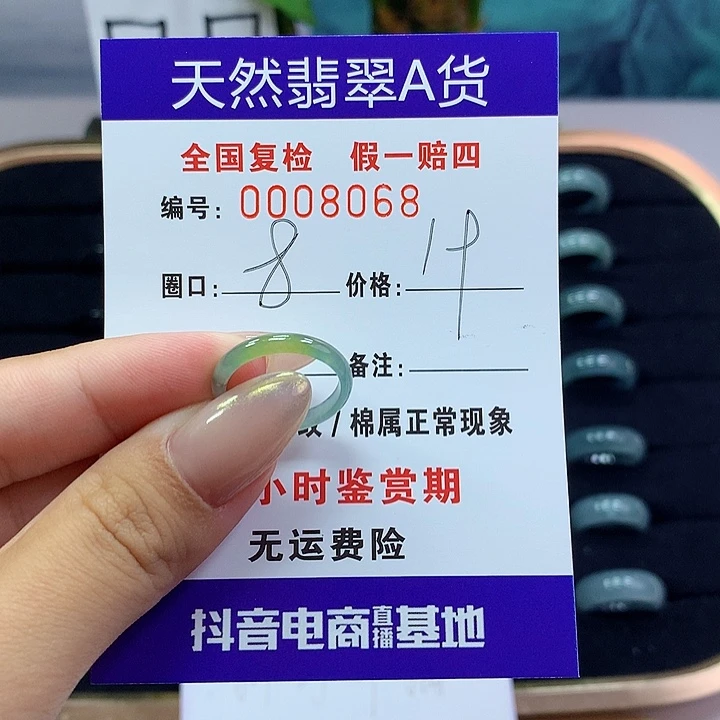 天然翡翠A货
全国复检 假一赔四
编号: 0008068
圈口: 8 价格: 19
备注:
纹 / 棉属正常现象
小时鉴赏期
无运费险
抖音电商直播基地